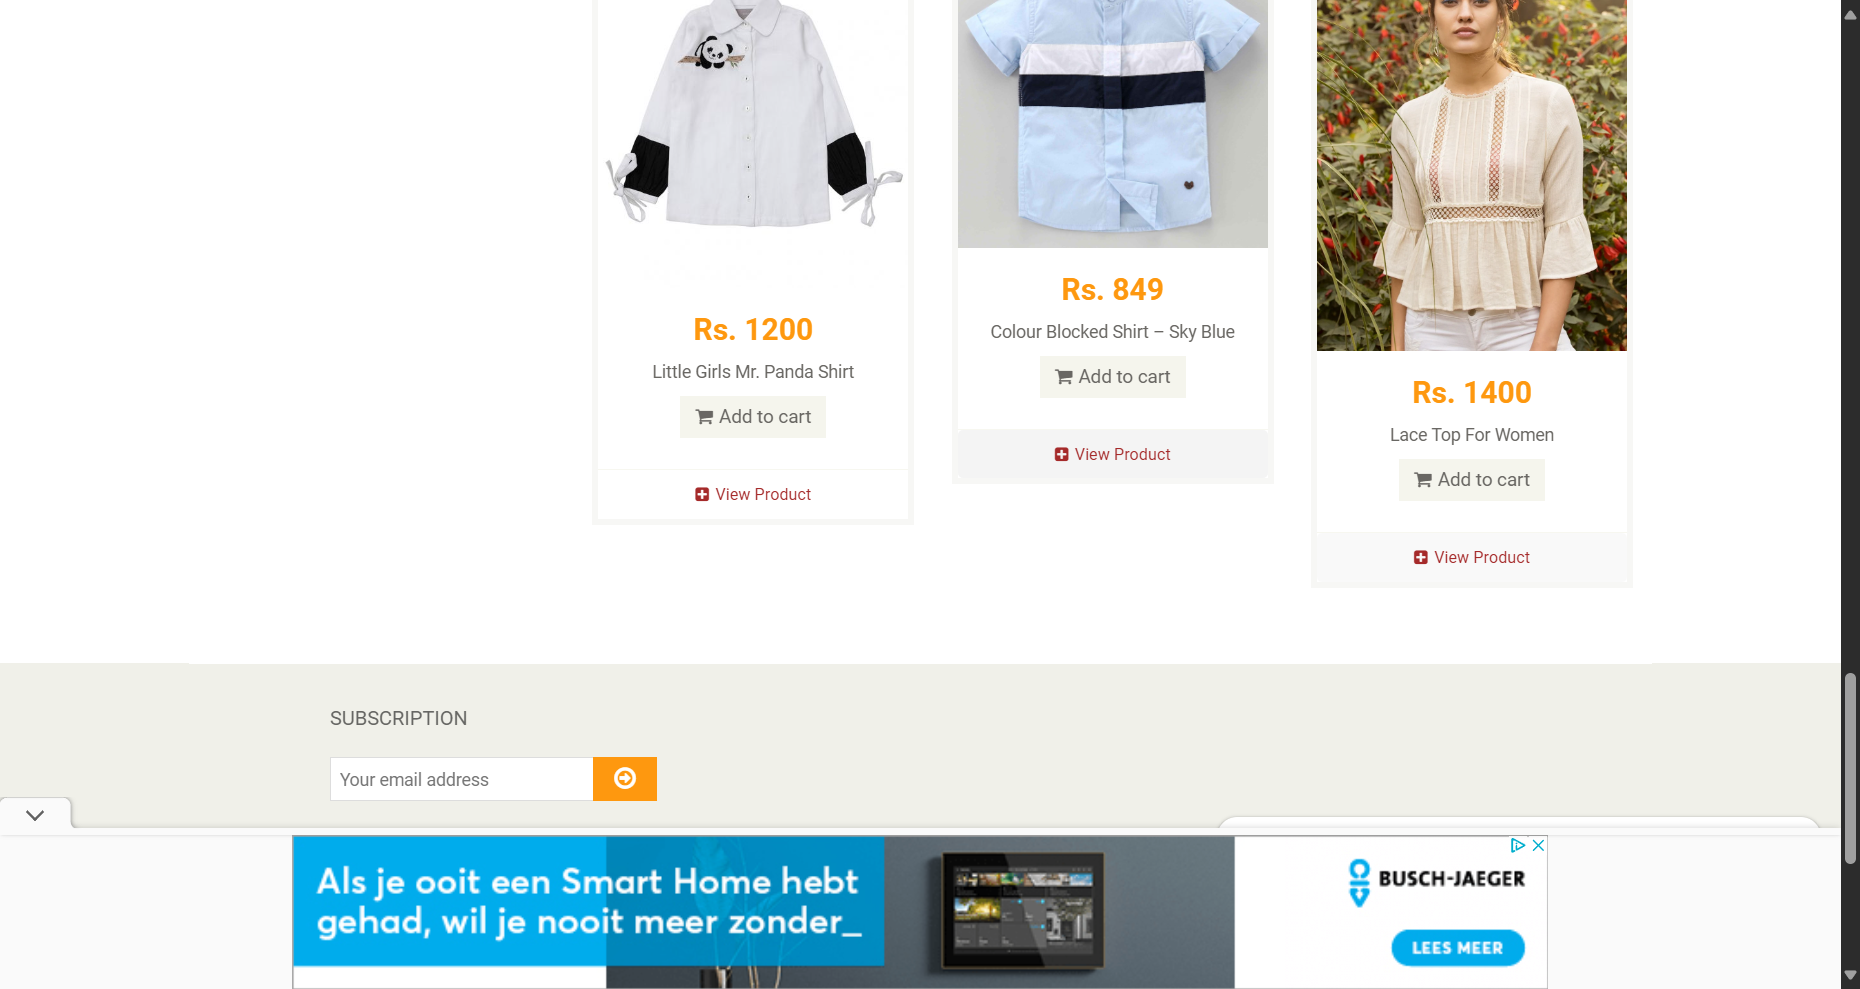 Rs. 1200
Little Girls Mr. Panda Shirt
Add to cart
View Product
Rs. 849
Colour Blocked Shirt – Sky Blue
Add to cart
View Product
Rs. 1400
Lace Top For Women
Add to cart
View Product
SUBSCRIPTION
Your email address
Als je ooit een Smart Home hebt
gehad, wil je nooit meer zonder_
BUSCH-JAEGER
LEES MEER